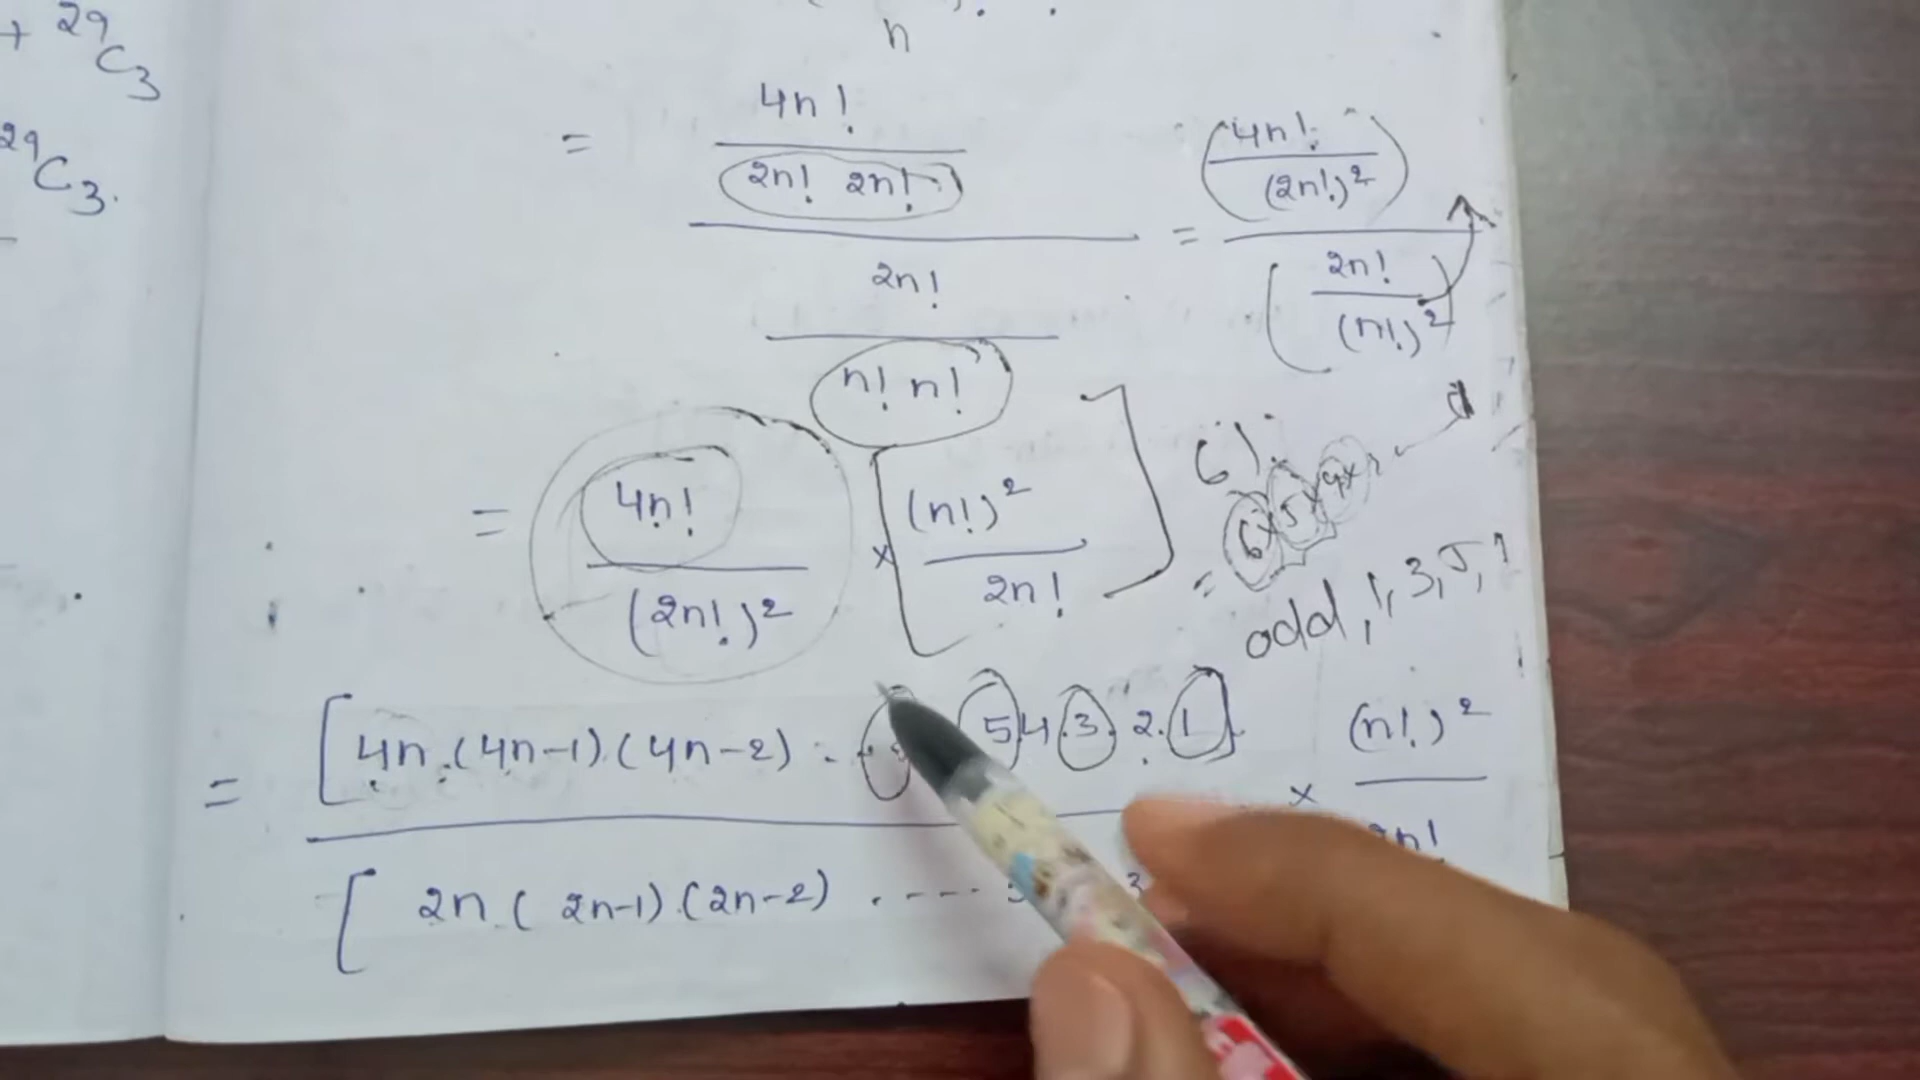 + ²⁹C₃
²⁹C₃.
n
= 4n! / 2n! 2n! = (4n! / (2n!)²)
2n! / n! n! (2n! / (n!)²)
= 4n! / (2n!)² × [(n!)² / 2n!]
6!
= 6×5×4×
odd, 1, 3, 5,
= [4n.(4n-1).(4n-2). 5 4.3.2.1] × (n!)²
2n!
[2n.(2n-1).(2n-2). ----